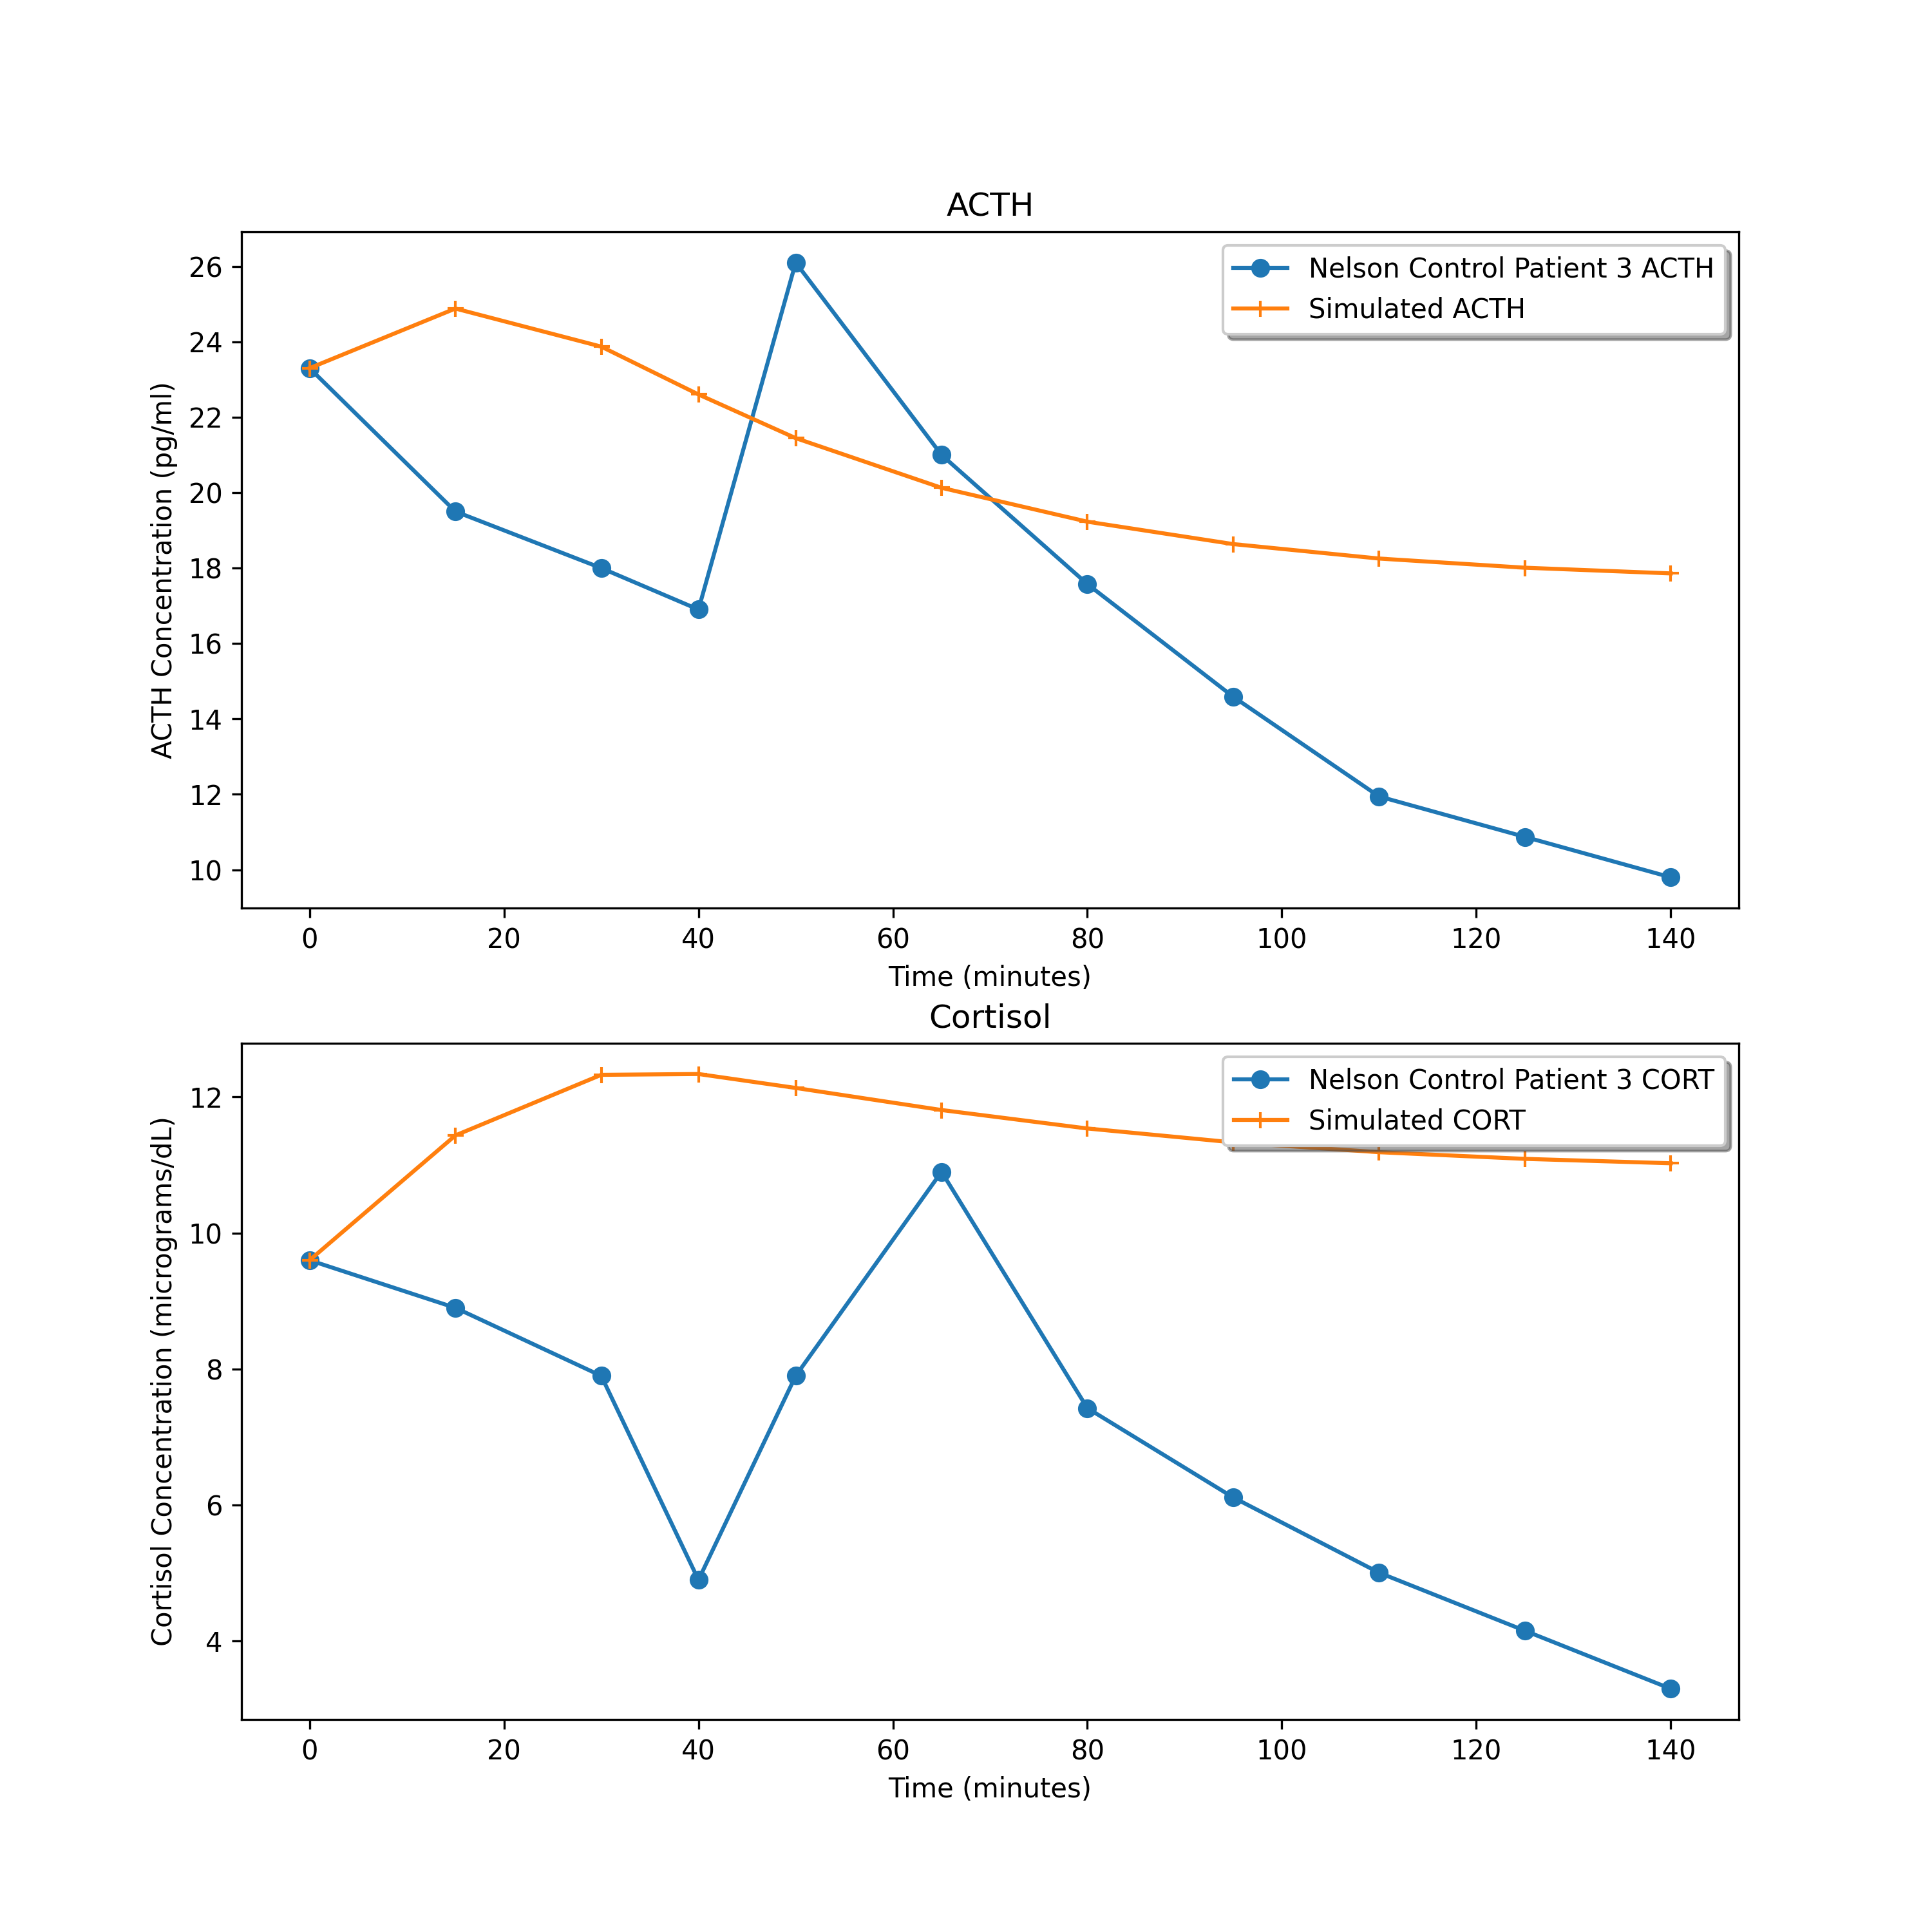 ACTH
Nelson Control Patient 3 ACTH
Simulated ACTH
ACTH Concentration (pg/ml)
26
24
22
20
18
16
14
12
10
0 20 40 60 80 100 120 140
Time (minutes)
Cortisol
Nelson Control Patient 3 CORT
Simulated CORT
Cortisol Concentration (micrograms/dL)
12
10
8
6
4
0 20 40 60 80 100 120 140
Time (minutes)